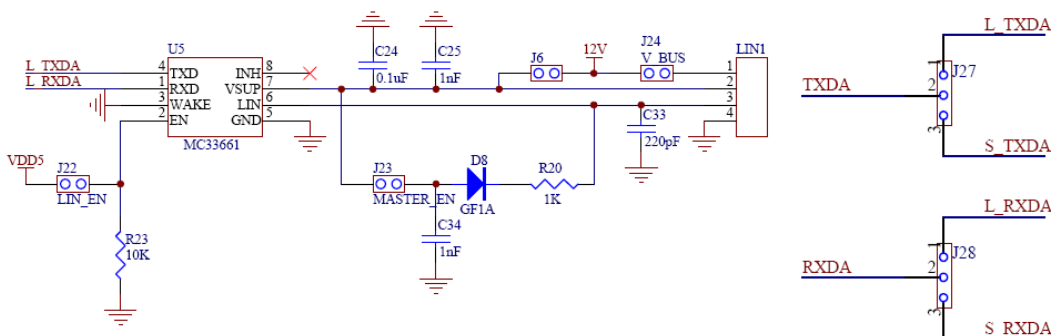 U5
MC33661
L_TXDA
L_RXDA
4 TXD
1 RXD
3 WAKE
2 EN
INH 8
VSUP 7
LIN 6
GND 5
VDD5
J22
LIN_EN
R23
10K
C24
0.1uF
C25
1nF
J23
MASTER_EN
C34
1nF
D8
GF1A
R20
1K
J6
12V
J24
V_BUS
C33
220pF
LIN1
1
2
3
4
L_TXDA
J27
TXDA
1
2
3
S_TXDA
L_RXDA
J28
RXDA
1
2
3
S_RXDA